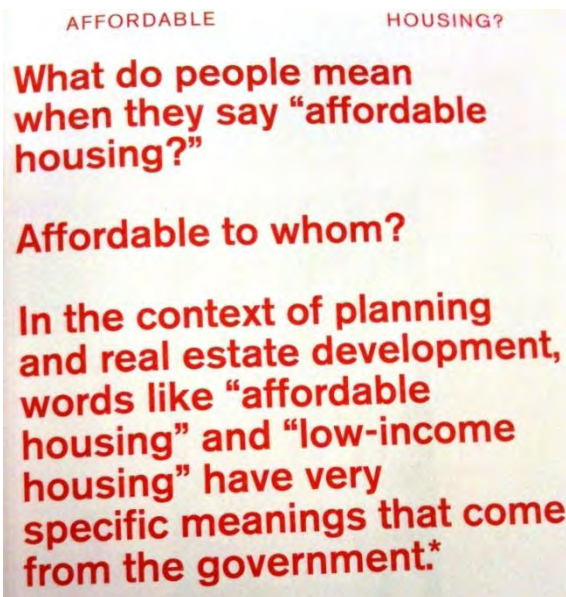 AFFORDABLE HOUSING?
What do people mean
when they say “affordable
housing?”
Affordable to whom?
In the context of planning
and real estate development,
words like “affordable
housing” and “low-income
housing” have very
specific meanings that come
from the government.*